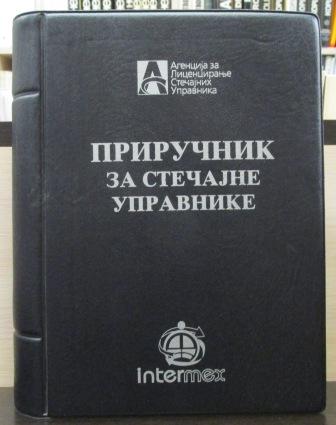 Агенција за
Лиценцирање
Стечајних
Управника
ПРИРУЧНИК
ЗА СТЕЧАЈНЕ
УПРАВНИКЕ
intermex